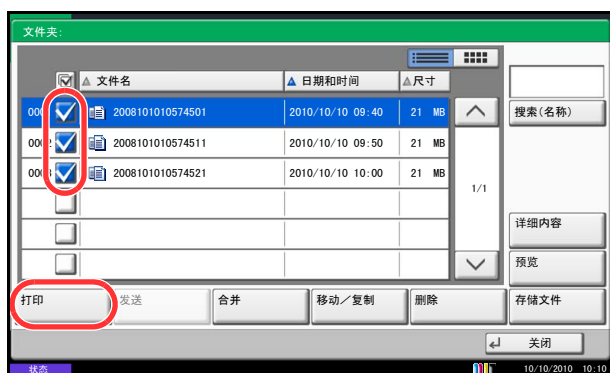 文件夹:
文件名 日期和时间 尺寸
2008101010574501 2010/10/10 09:40 21 MB
搜索(名称)
2008101010574511 2010/10/10 09:50 21 MB
2008101010574521 2010/10/10 10:00 21 MB
1/1
详细内容
预览
打印 发送 合并 移动／复制 删除 存储文件
关闭
状态 10/10/2010 10:10